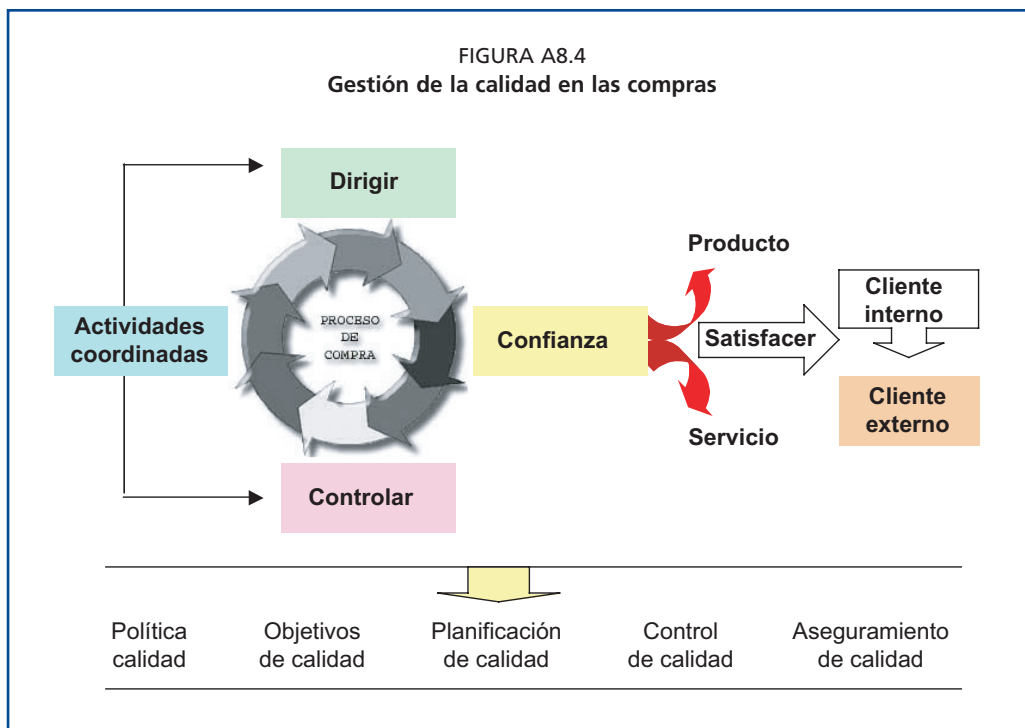 FIGURA A8.4
Gestión de la calidad en las compras
Dirigir
Actividades
coordinadas
PROCESO
DE
COMPRA
Controlar
Confianza
Producto
Servicio
Satisfacer
Cliente
interno
Cliente
externo
Política
calidad
Objetivos
de calidad
Planificación
de calidad
Control
de calidad
Aseguramiento
de calidad